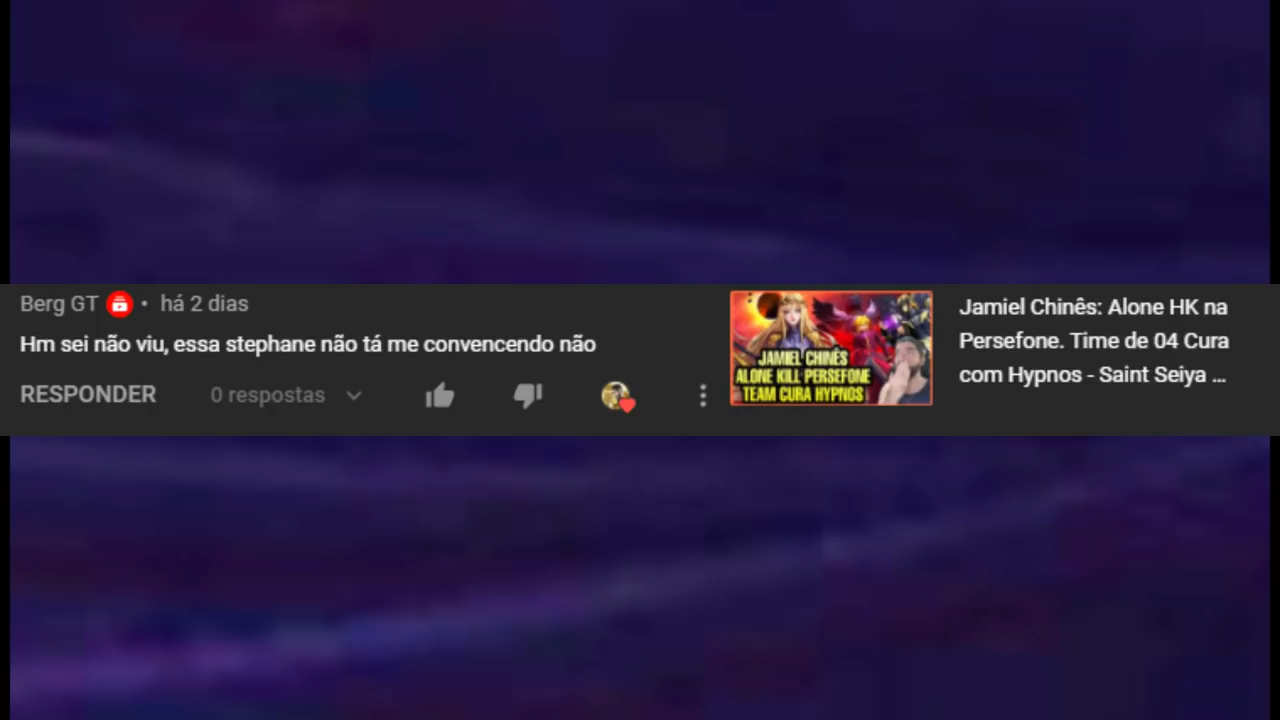 Berg GT • há 2 dias
Hm sei não viu, essa stephane não tá me convencendo não
RESPONDER 0 respostas
JAMIEL CHINÊS
ALONE KILL PERSEFONE
TEAM CURA HYPNOS
Jamiel Chinês: Alone HK na
Persefone. Time de 04 Cura
com Hypnos - Saint Seiya ...